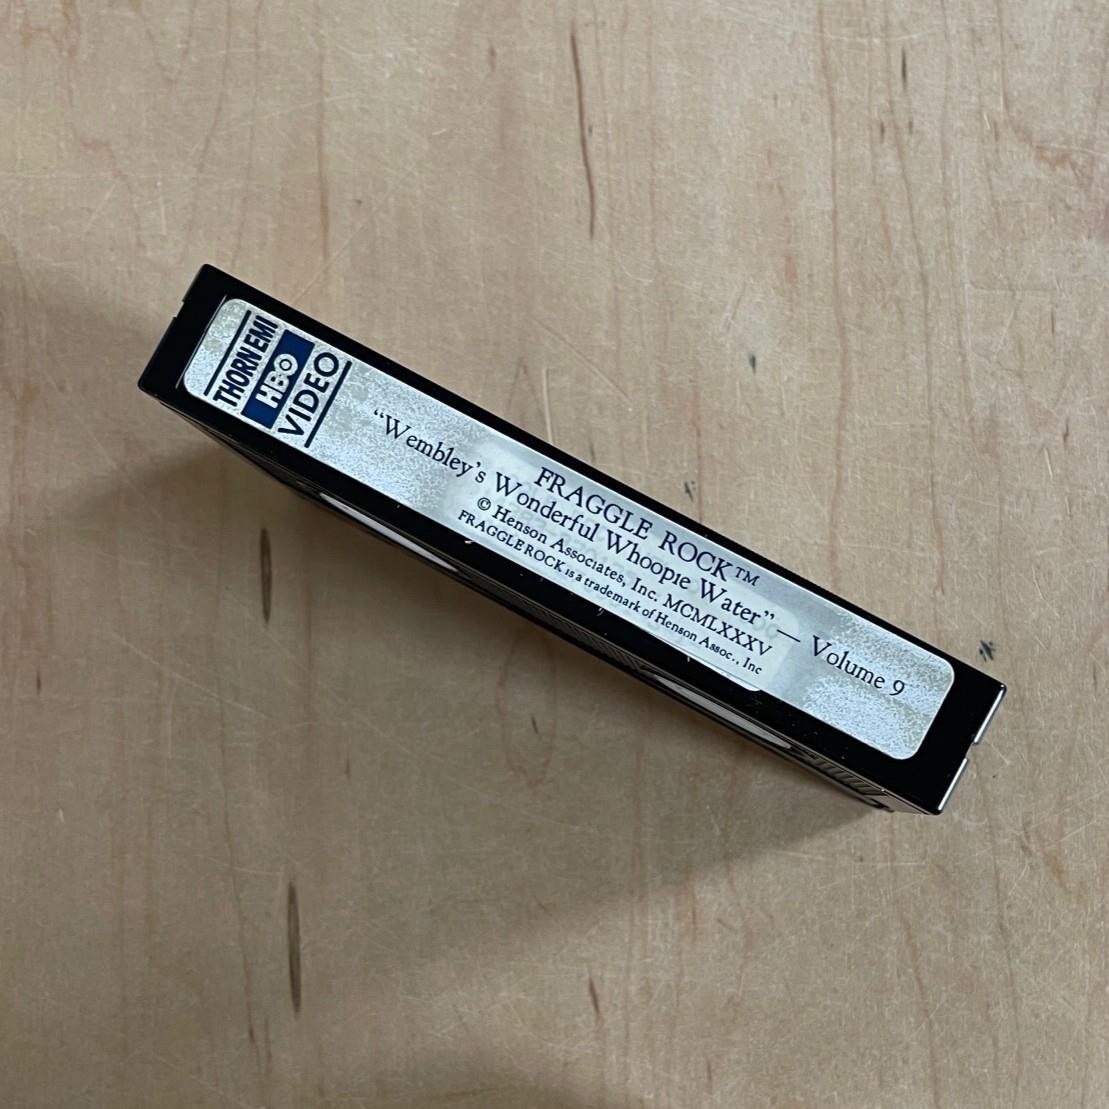 THORN EMI
HBO
VIDEO
FRAGGLE ROCK™
“Wembley's Wonderful Whoopie Water” — Volume 9
© Henson Associates, Inc. MCMLXXXV
FRAGGLE ROCK is a trademark of Henson Assoc., Inc